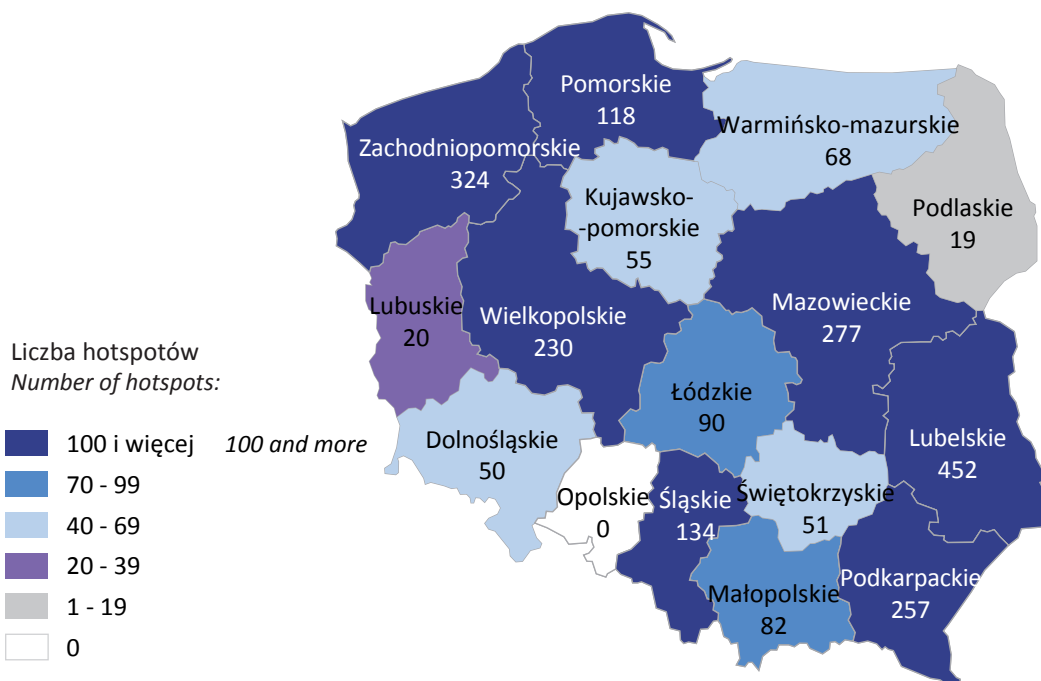 Pomorskie
118
Warmińsko-mazurskie
68
Zachodniopomorskie
324
Kujawsko-
-pomorskie
55
Podlaskie
19
Lubuskie
20
Wielkopolskie
230
Mazowieckie
277
Łódzkie
90
Dolnośląskie
50
Lubelskie
452
Opolskie
0
Śląskie
134
Świętokrzyskie
51
Małopolskie
82
Podkarpackie
257
Liczba hotspotów
Number of hotspots:
100 i więcej 100 and more
70 - 99
40 - 69
20 - 39
1 - 19
0